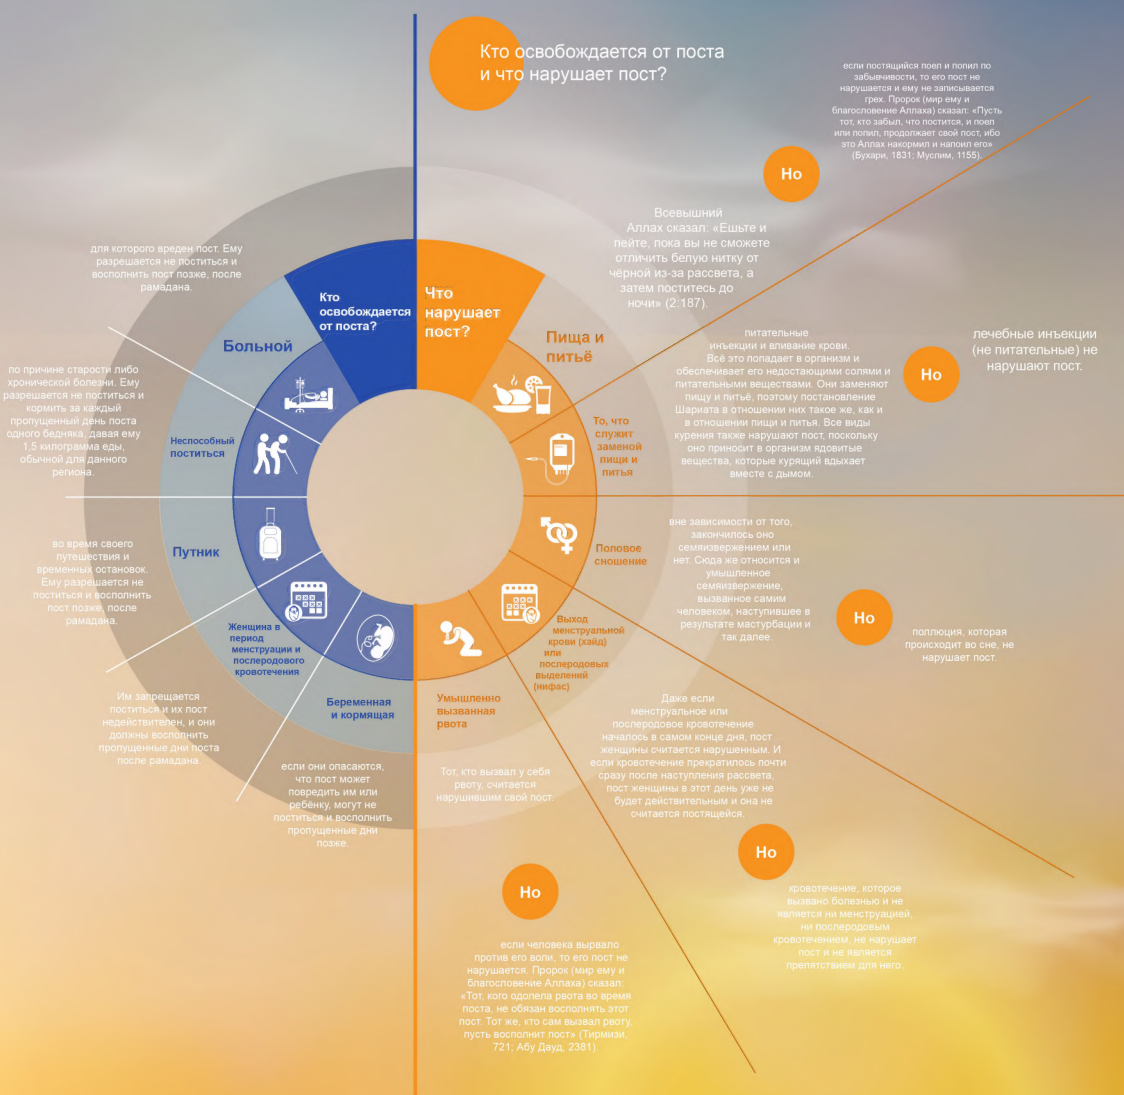 Кто освобождается от поста
и что нарушает пост?
Кто
освобождается
от поста?
Больной
для которого вреден пост. Ему
разрешается не поститься и
восполнить пост позже, после
рамадана.
Неспособный
поститься
по причине старости либо
хронической болезни. Ему
разрешается не поститься и
кормить за каждый
пропущенный день поста
одного бедняка, давая ему
1,5 килограмма еды,
обычной для данного
региона.
Путник
во время своего
путешествия и
временных остановок.
Ему разрешается не
поститься и восполнить
пост позже, после
рамадана.
Женщина в
период
менструации и
послеродового
кровотечения
Им запрещается
поститься и их пост
недействителен, и они
должны восполнить
пропущенные дни поста
после рамадана
Беременная
и кормящая
если они опасаются,
что пост может
повредить им или
ребёнку, могут не
поститься и восполнить
пропущенные дни
позже.
Что
нарушает
пост?
Пища и
питьё
Всевышний
Аллах сказал: «Ешьте и
пейте, пока вы не сможете
отличить белую нитку от
чёрной из-за рассвета, а
затем поститесь до
ночи» (2:187).
Но
если постящийся поел и попил по
забывчивости, то его пост не
нарушается и ему не записывается
грех. Пророк (мир ему и
благословение Аллаха) сказал: «Пусть
тот, кто забыл, что постится, и поел
или попил, продолжает свой пост, ибо
это Аллах накормил и напоил его»
(Бухари, 1831; Муслим, 1155).
То, что
служит
заменой
пищи и
питья
питательные
инъекции и вливание крови.
Всё это попадает в организм и
обеспечивает его недостающими солями и
питательными веществами. Они заменяют
пищу и питьё, поэтому постановление
Шариата в отношении них такое же, как и
в отношении пищи и питья. Все виды
курения также нарушают пост, поскольку
оно приносит в организм ядовитые
вещества, которые курящий вдыхает
вместе с дымом.
Но
лечебные инъекции
(не питательные) не
нарушают пост.
Половое
сношение
вне зависимости от того,
закончилось оно
семяизвержением или
нет. Сюда же относится и
умышленное
семяизвержение,
вызванное самим
человеком, наступившее в
результате мастурбации и
так далее.
Но
поллюция, которая
происходит во сне, не
нарушает пост.
Выход
менструальной
крови (хайд)
или
послеродовых
выделений
(нифас)
Даже если
менструальное или
послеродовое кровотечение
началось в самом конце дня, пост
женщины считается нарушенным. И
если кровотечение прекратилось почти
сразу после наступления рассвета,
пост женщины в этот день уже не
будет действительным и она не
считается постящейся.
Но
кровотечение, которое
вызвано болезнью и не
является ни менструацией,
ни послеродовым
кровотечением, не нарушает
пост и не является
препятствием для него.
Умышленно
вызванная
рвота
Тот, кто вызвал у себя
рвоту, считается
нарушившим свой пост.
Но
если человека вырвало
против его воли, то его пост не
нарушается. Пророк (мир ему и
благословение Аллаха) сказал:
«Тот, кого одолела рвота во время
поста, не обязан восполнять этот
пост. Тот же, кто сам вызвал рвоту,
пусть восполнит пост» (Тирмизи,
721; Абу Дауд, 2381).